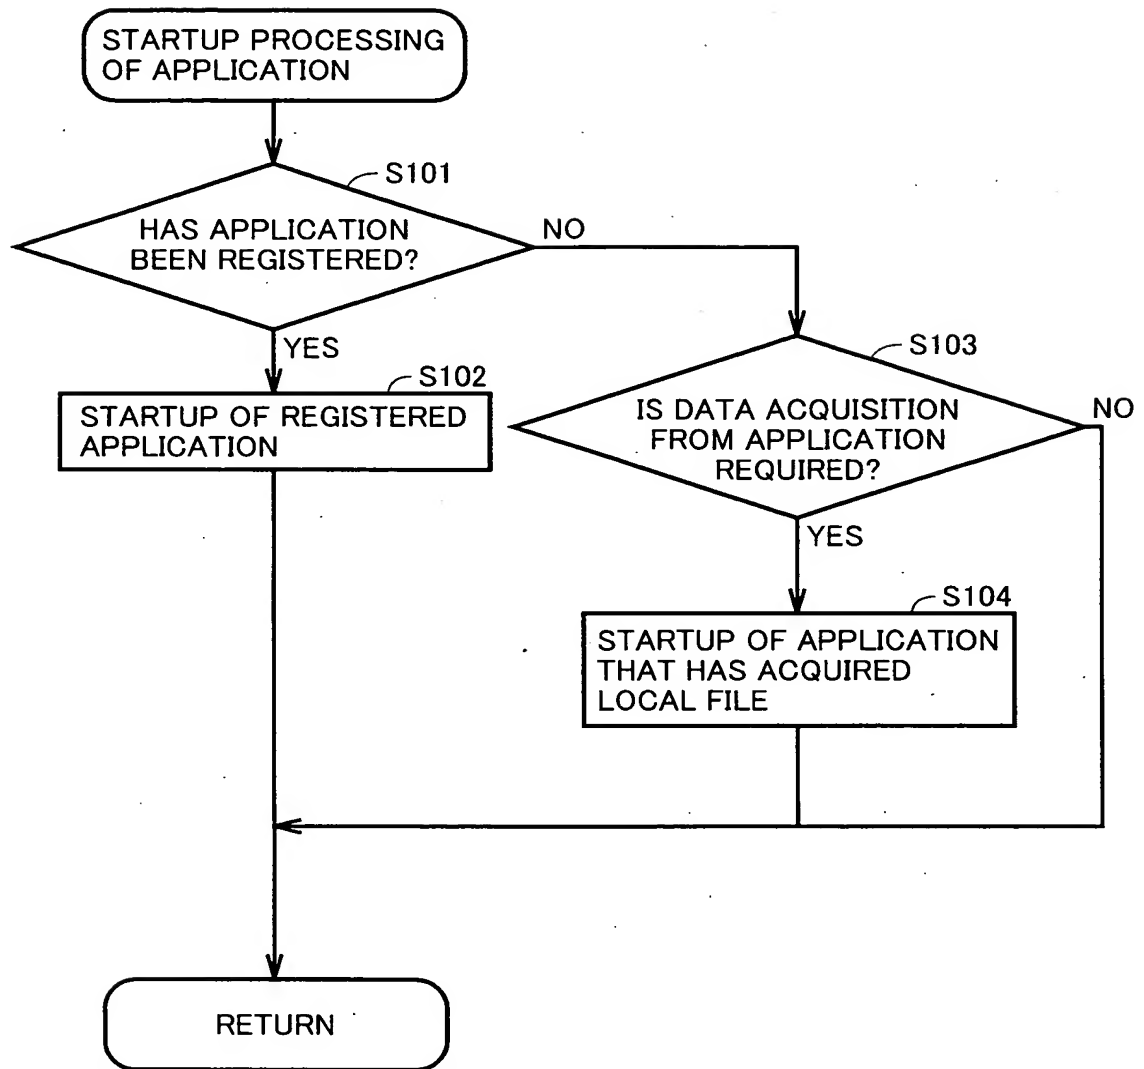 STARTUP PROCESSING
OF APPLICATION
S101
HAS APPLICATION
BEEN REGISTERED?
NO
YES
S102
STARTUP OF REGISTERED
APPLICATION
S103
IS DATA ACQUISITION
FROM APPLICATION
REQUIRED?
NO
YES
S104
STARTUP OF APPLICATION
THAT HAS ACQUIRED
LOCAL FILE
RETURN